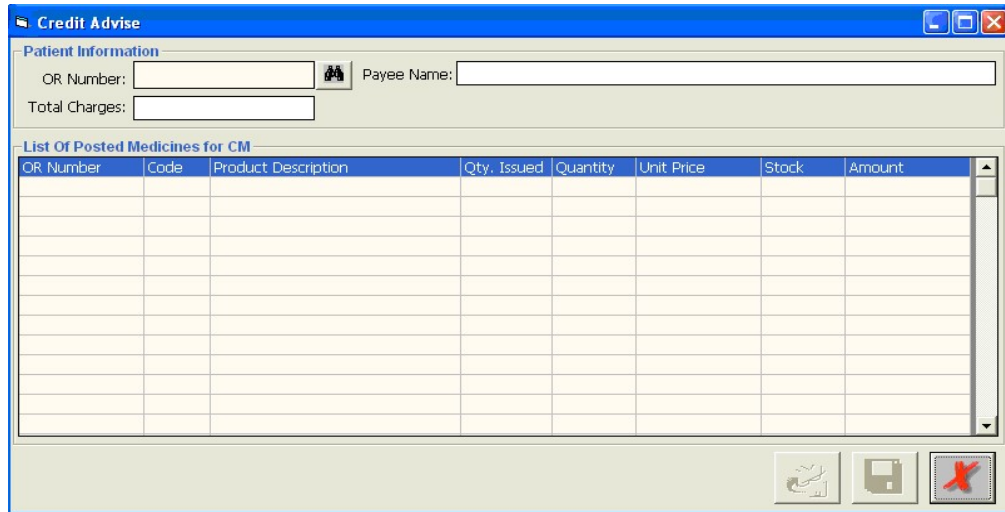 Credit Advise
Patient Information
OR Number: Payee Name:
Total Charges:
List Of Posted Medicines for CM
OR Number Code Product Description Qty. Issued Quantity Unit Price Stock Amount